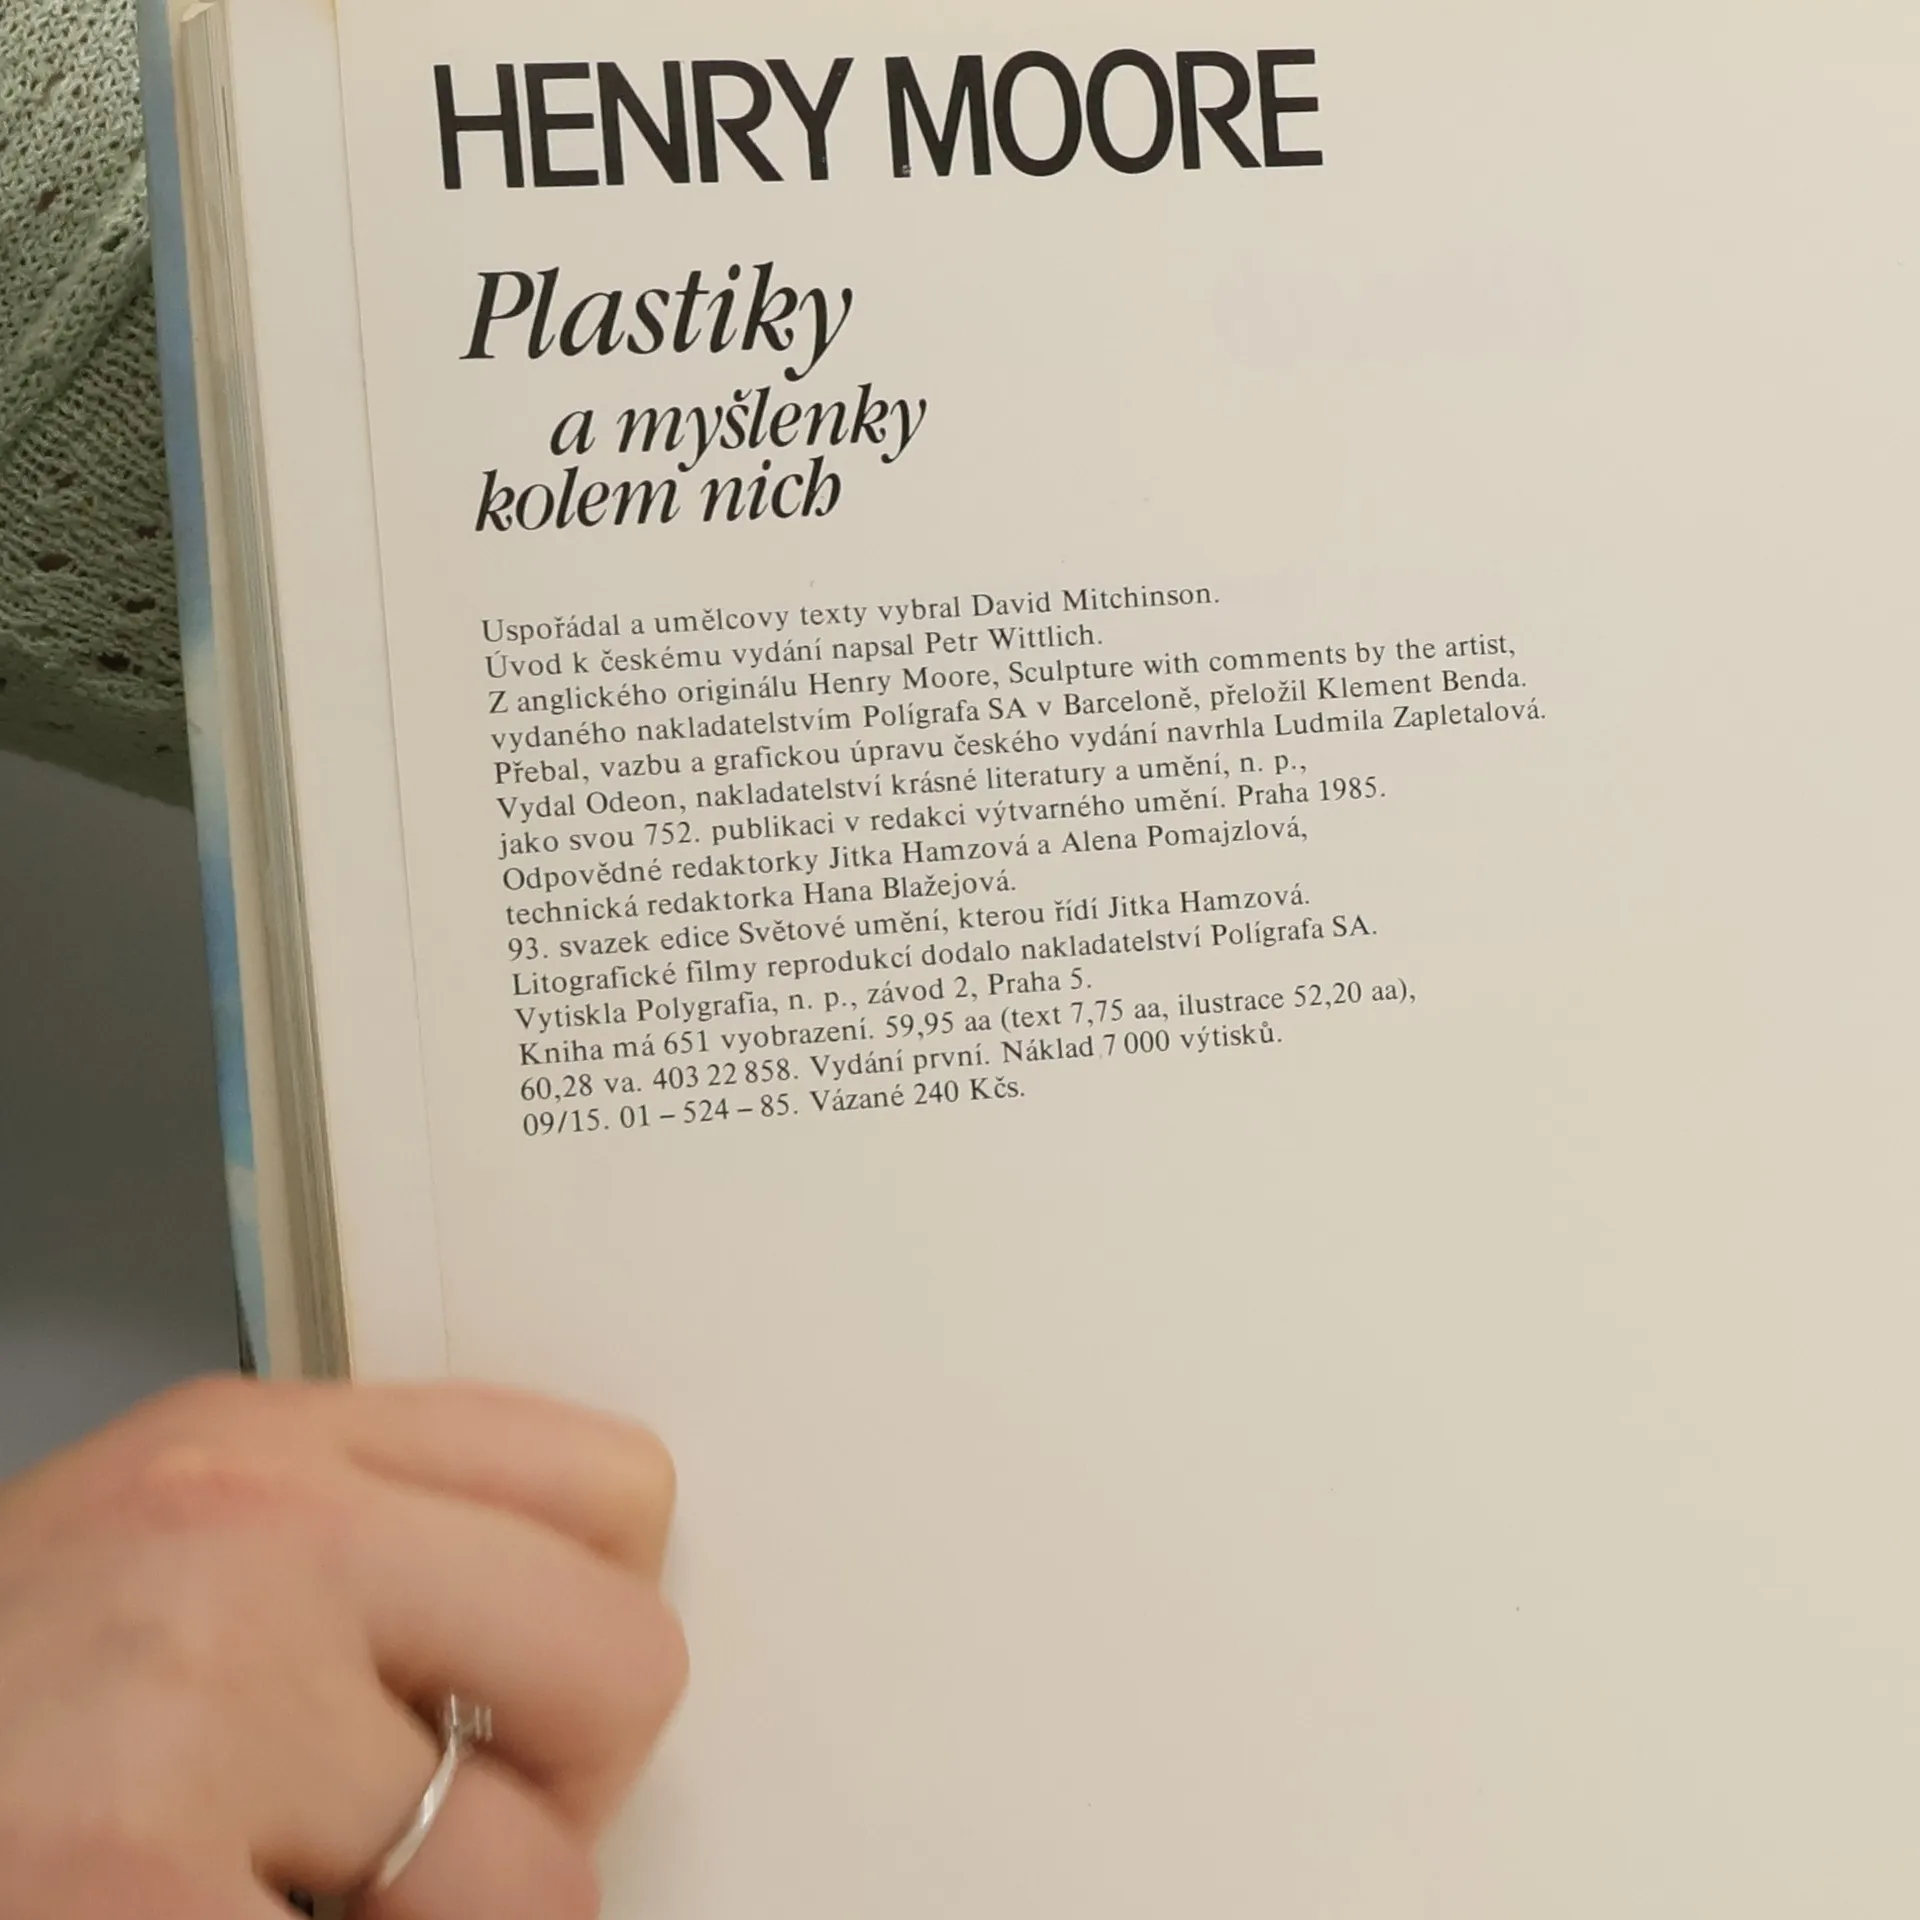 HENRY MOORE
Plastiky
a myšlenky
kolem nich
Uspořádal a umělcovy texty vybral David Mitchinson.
Úvod k českému vydání napsal Petr Wittlich.
Z anglického originálu Henry Moore, Sculpture with comments by the artist,
vydaného nakladatelstvím Polígrafa SA v Barceloně, přeložil Klement Benda.
Přebal, vazbu a grafickou úpravu českého vydání navrhla Ludmila Zapletalová.
Vydal Odeon, nakladatelství krásné literatury a umění, n. p.,
jako svou 752. publikaci v redakci výtvarného umění. Praha 1985.
Odpovědné redaktorky Jitka Hamzová a Alena Pomajzlová,
technická redaktorka Hana Blažejová.
93. svazek edice Světové umění, kterou řídí Jitka Hamzová.
Litografické filmy reprodukcí dodalo nakladatelství Polígrafa SA.
Vytiskla Polygrafia, n. p., závod 2, Praha 5.
Kniha má 651 vyobrazení. 59,95 aa (text 7,75 aa, ilustrace 52,20 aa),
60,28 va. 403 22 858. Vydání první. Náklad 7 000 výtisků.
09/15. 01 – 524 – 85. Vázané 240 Kčs.